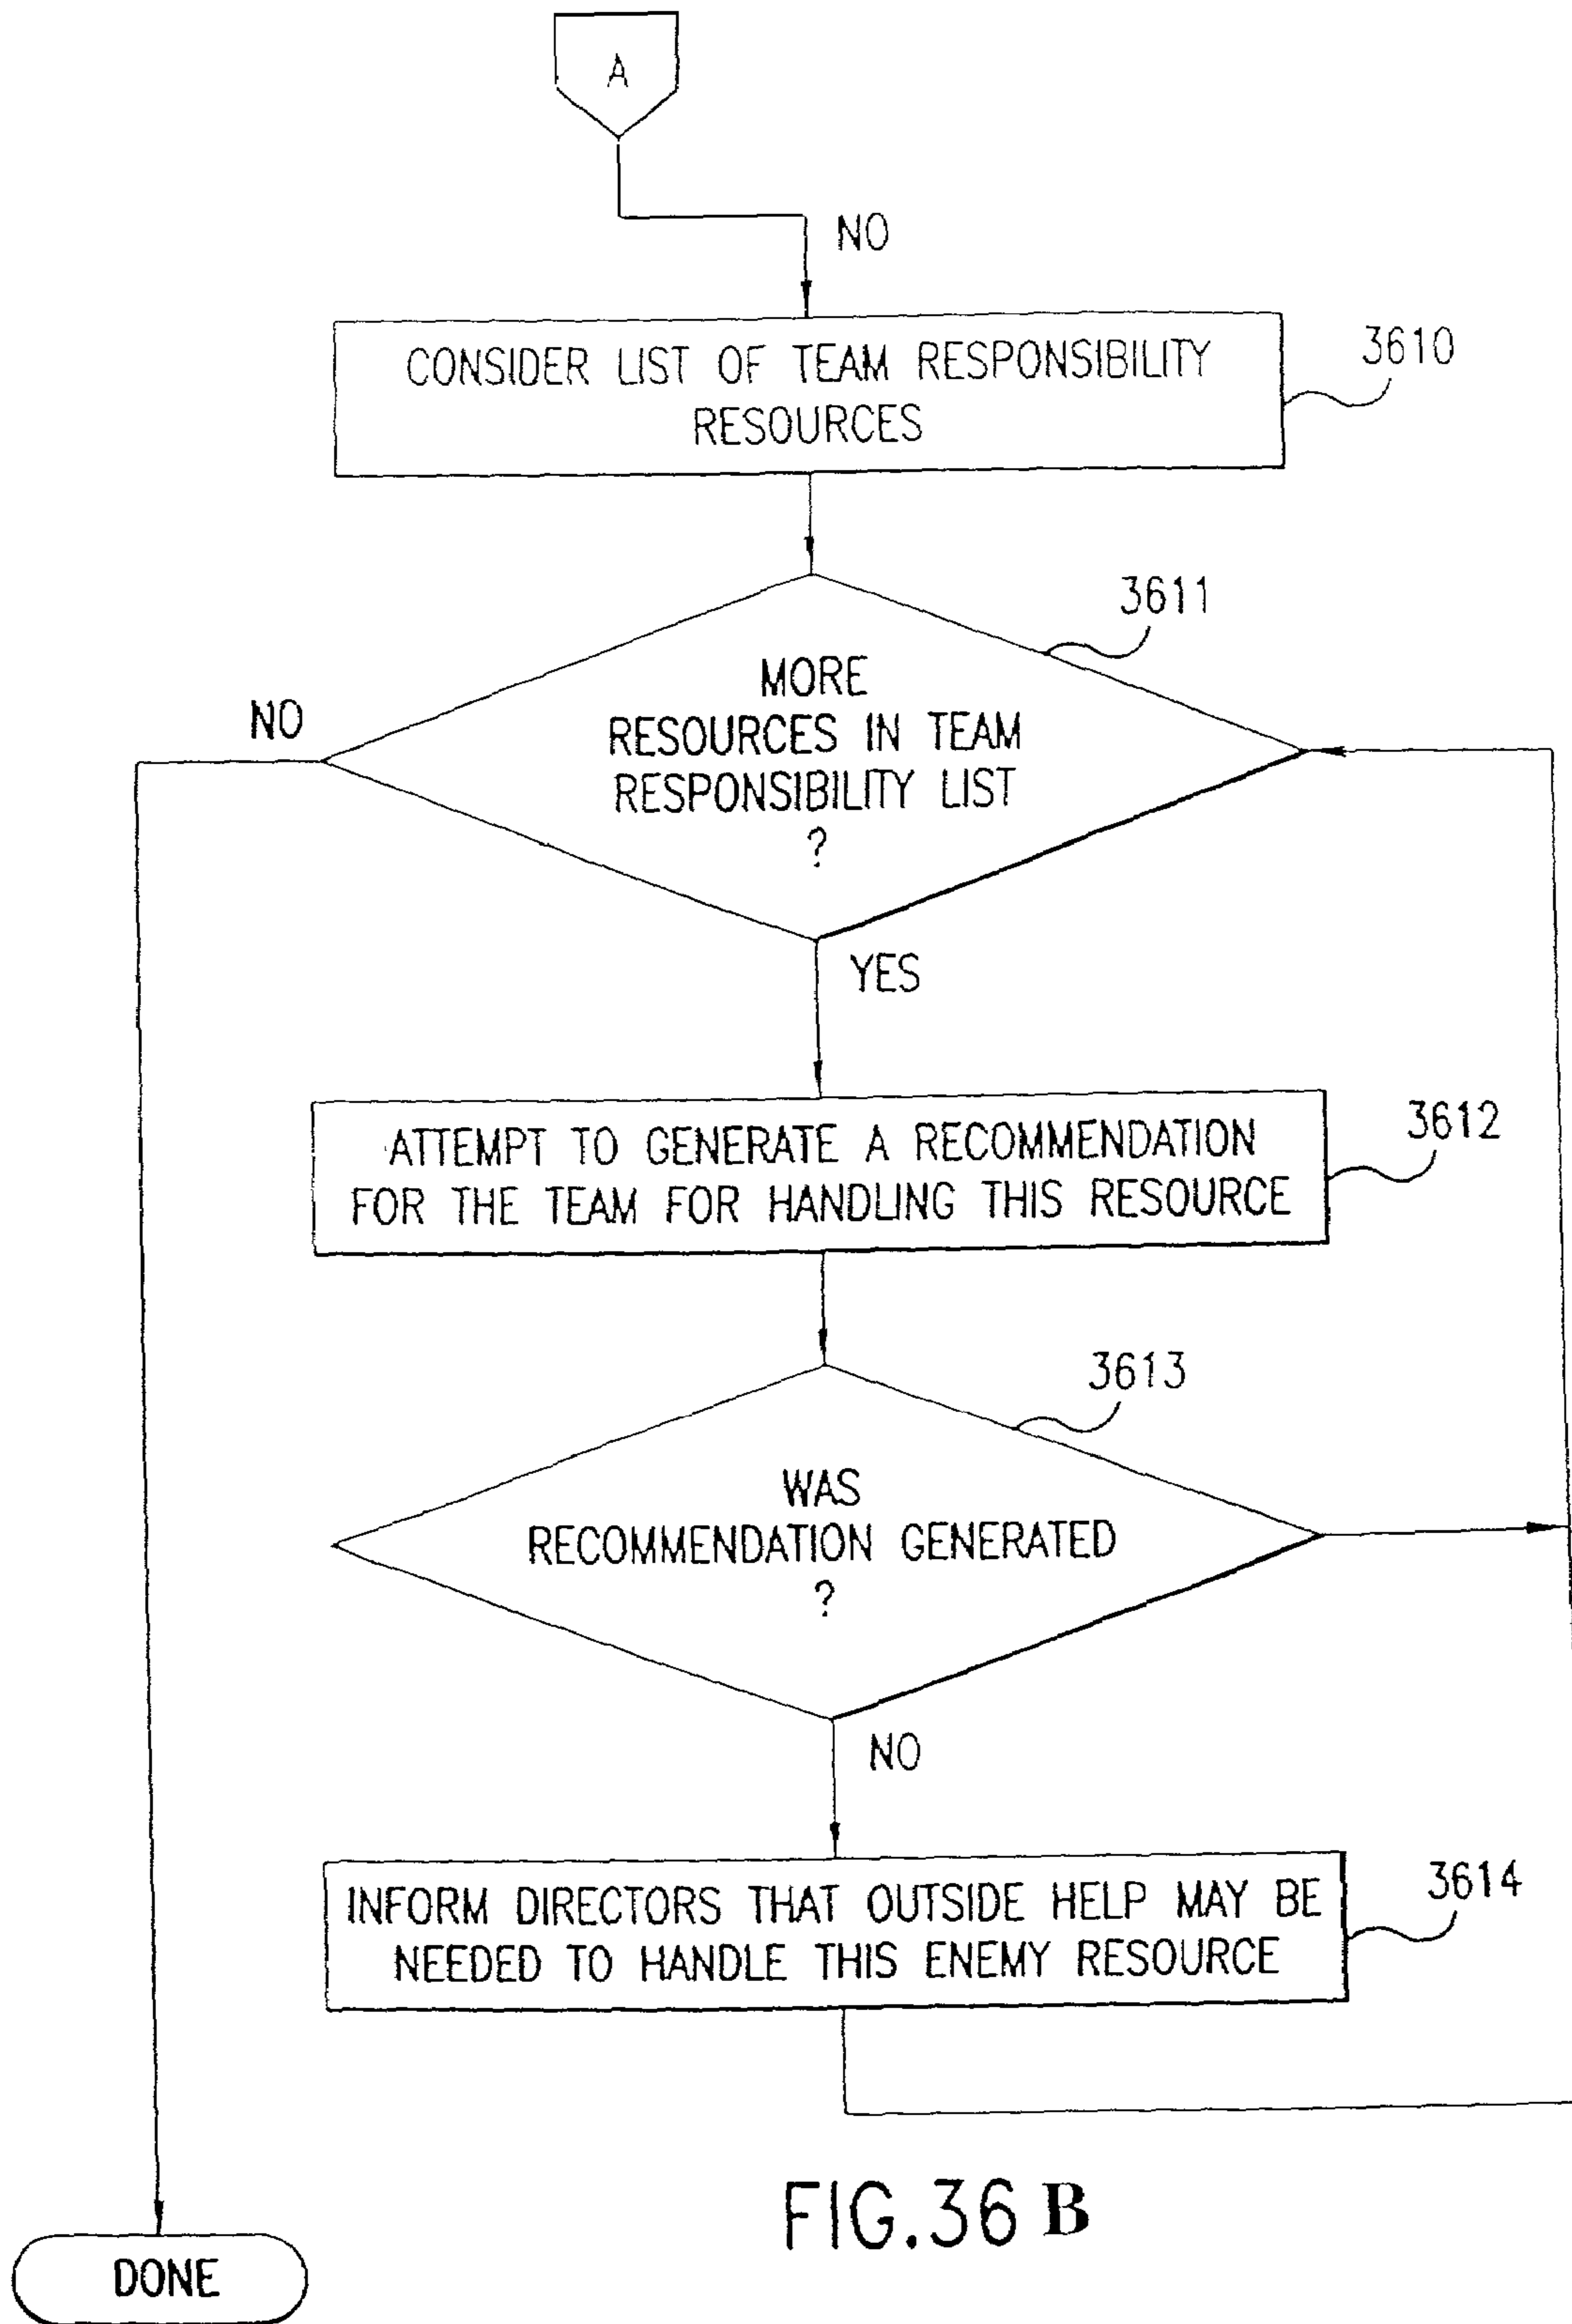 A
NO
CONSIDER LIST OF TEAM RESPONSIBILITY
RESOURCES
3610
3611
MORE
RESOURCES IN TEAM
RESPONSIBILITY LIST
?
NO
YES
ATTEMPT TO GENERATE A RECOMMENDATION
FOR THE TEAM FOR HANDLING THIS RESOURCE
3612
3613
WAS
RECOMMENDATION GENERATED
?
NO
INFORM DIRECTORS THAT OUTSIDE HELP MAY BE
NEEDED TO HANDLE THIS ENEMY RESOURCE
3614
FIG.36 B
DONE